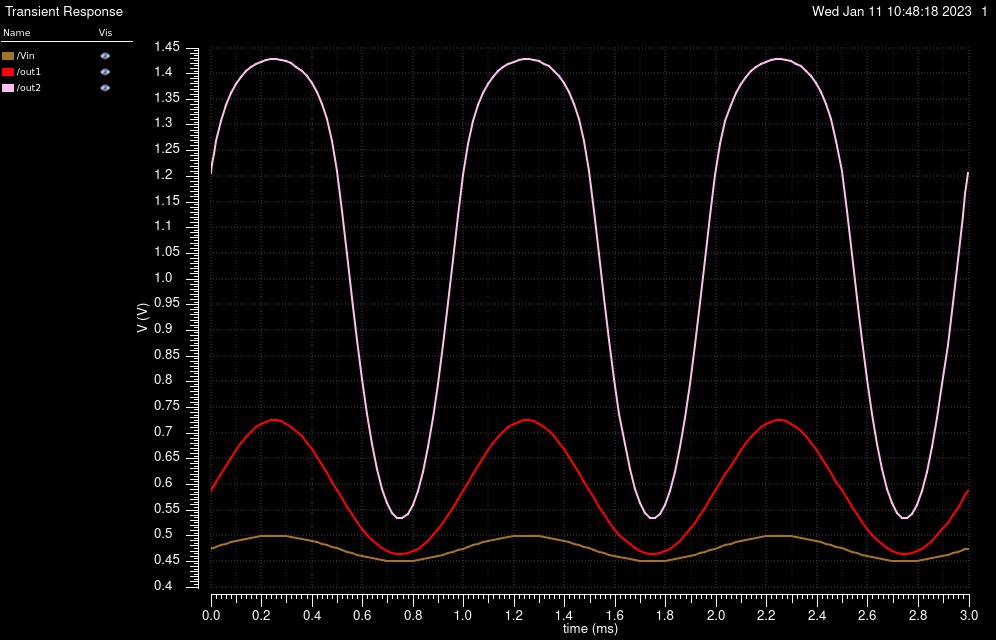 Transient Response
Wed Jan 11 10:48:18 2023 1
Name Vis
/Vin
/out1
/out2
1.45
1.4
1.35
1.3
1.25
1.2
1.15
1.1
1.05
1.0
0.95
0.9
0.85
0.8
0.75
0.7
0.65
0.6
0.55
0.5
0.45
0.4
V (V)
0.0 0.2 0.4 0.6 0.8 1.0 1.2 1.4 1.6 1.8 2.0 2.2 2.4 2.6 2.8 3.0
time (ms)